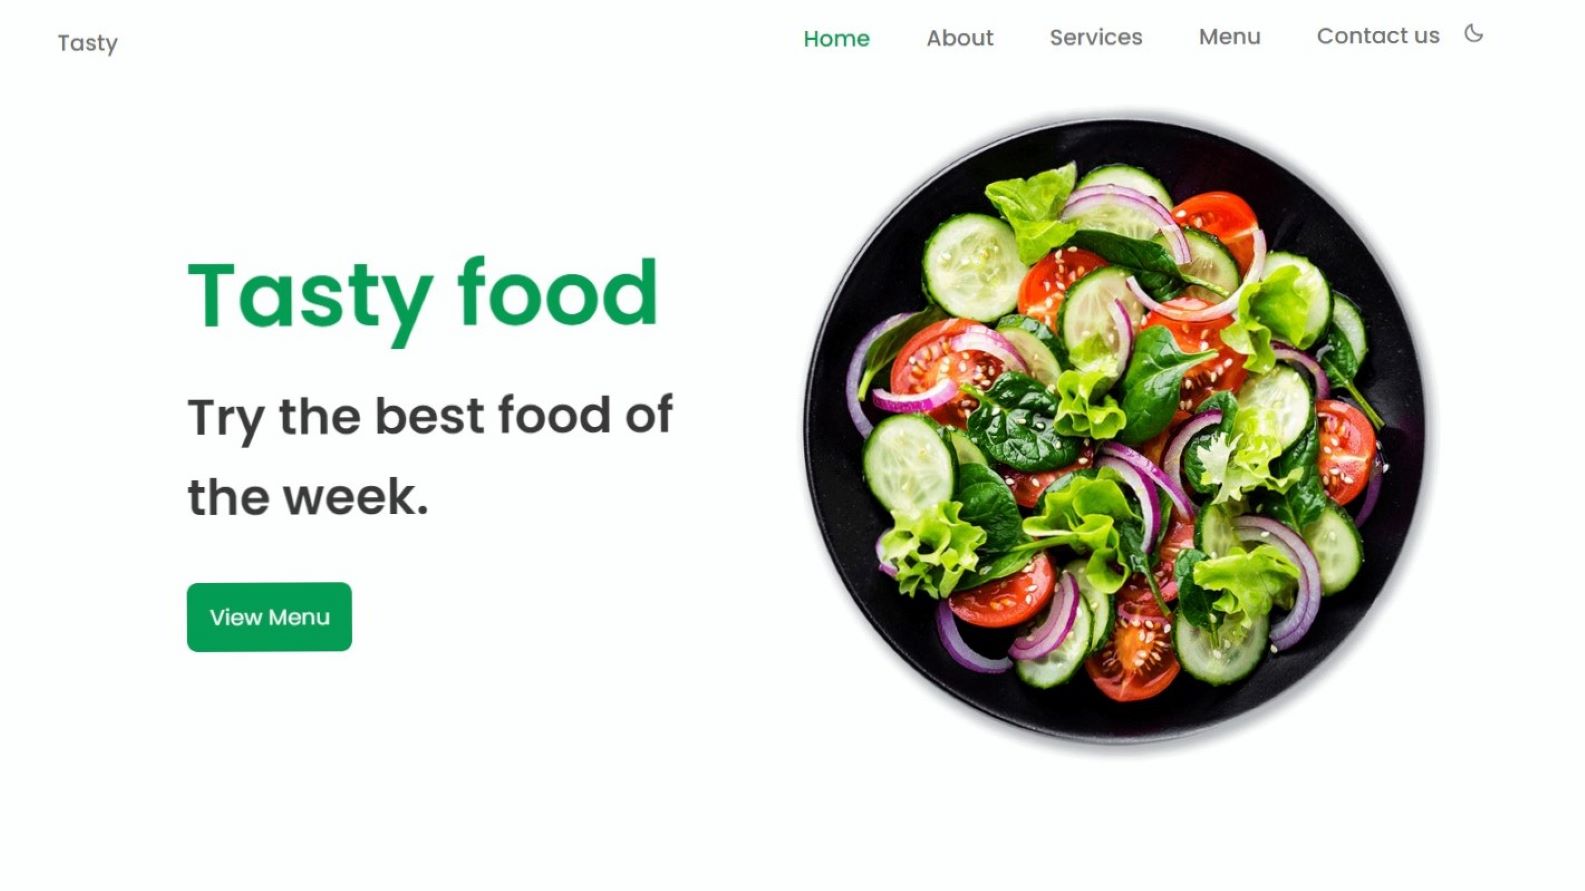 Tasty
Home About Services Menu Contact us
Tasty food
Try the best food of
the week.
View Menu